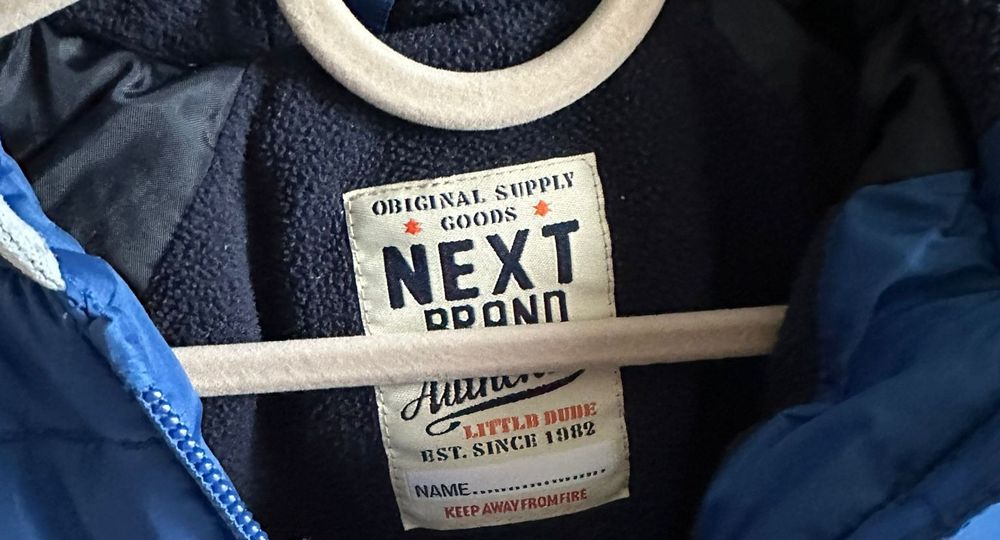 ORIGINAL SUPPLY
GOODS
NEXT
BRAND
LITTLE DUDE
EST. SINCE 1982
NAME....................
KEEP AWAY FROM FIRE